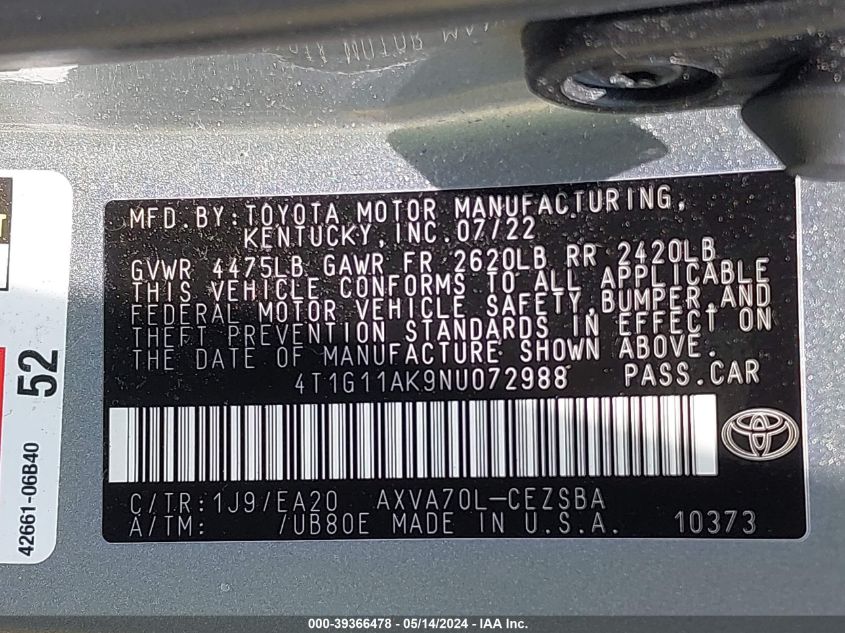 MFD. BY: TOYOTA MOTOR MANUFACTURING,
KENTUCKY, INC. 07/22
GVWR 4475LB GAWR FR 2620LB RR 2420LB
THIS VEHICLE CONFORMS TO ALL APPLICABLE
FEDERAL MOTOR VEHICLE SAFETY, BUMPER, AND
THEFT PREVENTION STANDARDS IN EFFECT ON
THE DATE OF MANUFACTURE SHOWN ABOVE.
4T1G11AK9NU072988 PASS. CAR
C/TR: 1J9/EA20 AXVA70L-CEZSBA
A/TM: /UB80E MADE IN U.S.A. 10373
42661-06B40 52
000-39366478 - 05/14/2024 - IAA Inc.